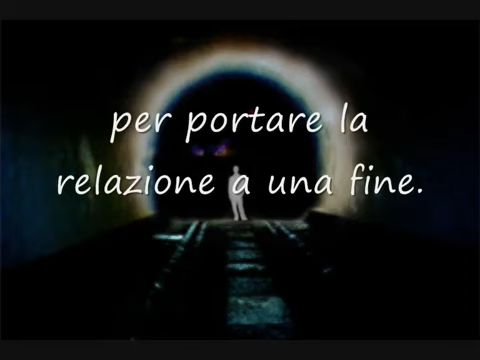 per portare la
relazione a una fine.